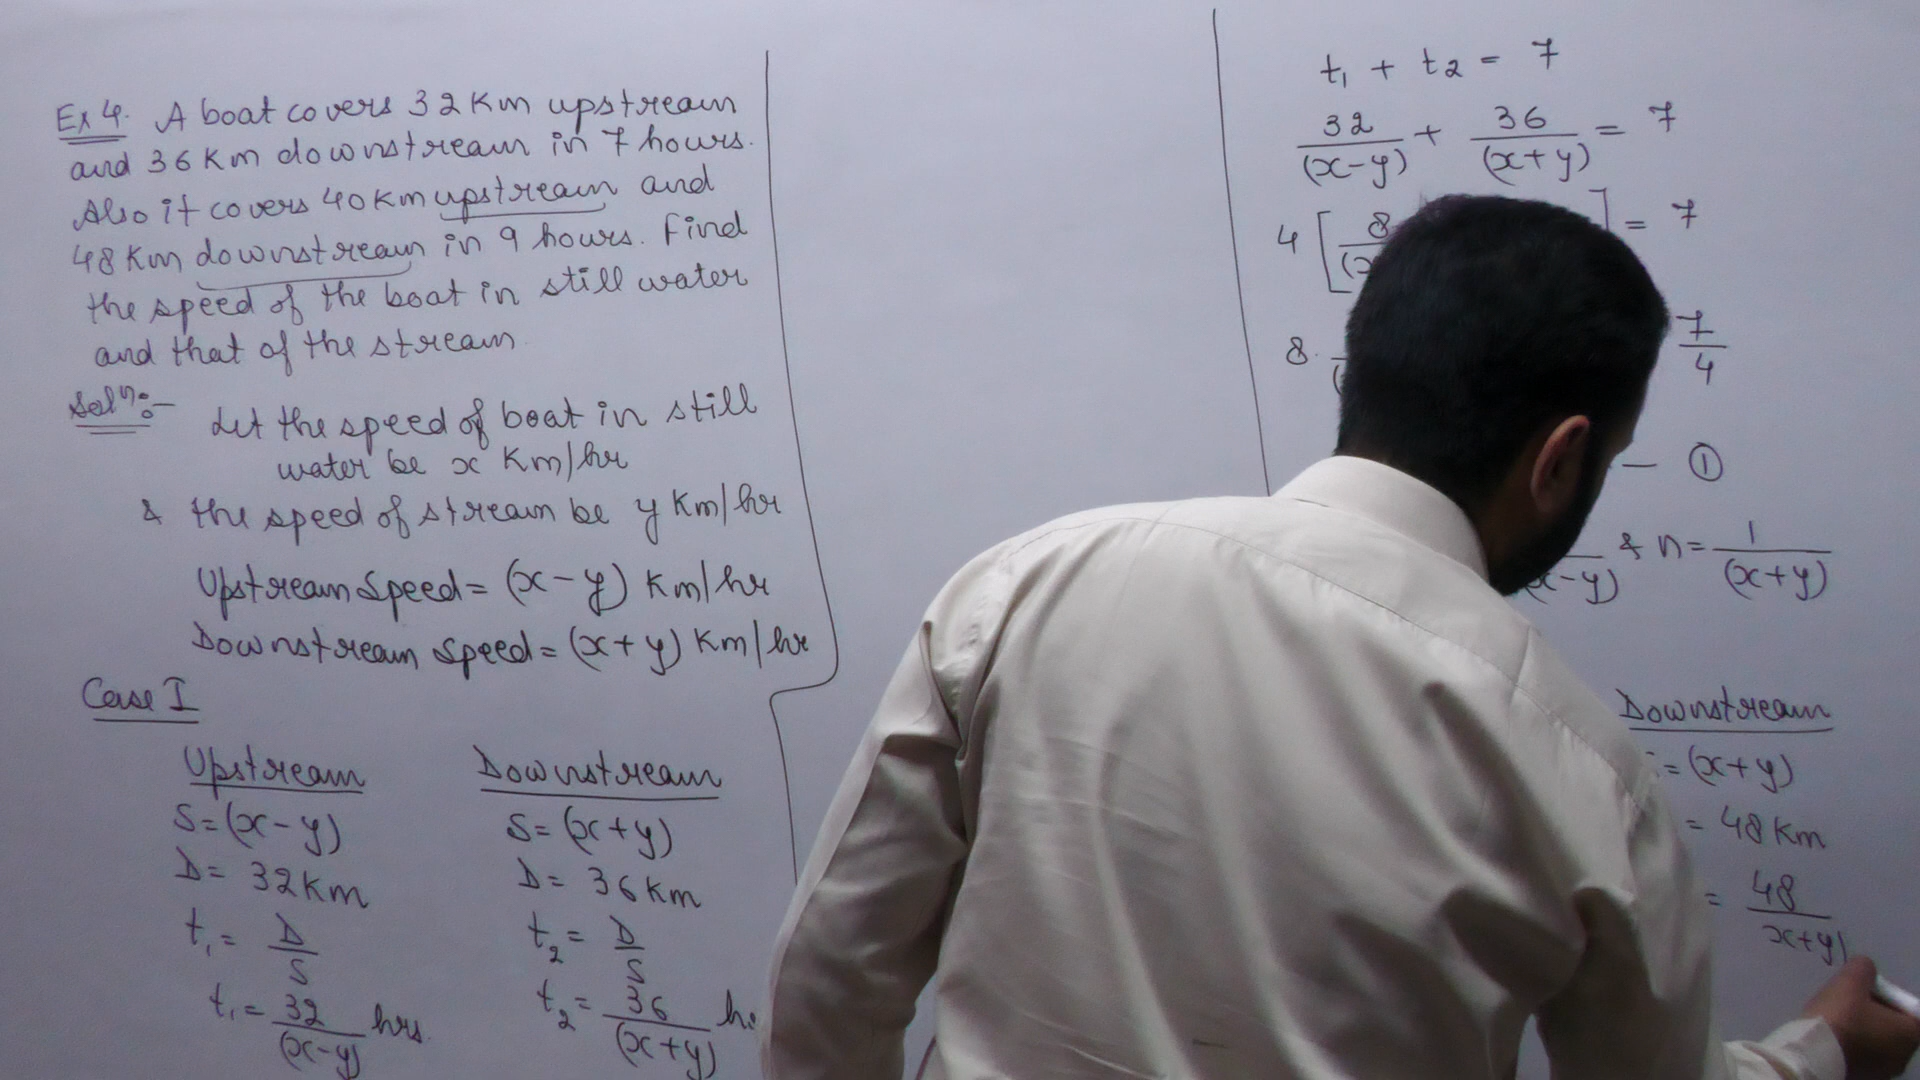 Ex 4. A boat covers 32 Km upstream
and 36 Km downstream in 7 hours.
Also it covers 40 Km upstream and
48 Km downstream in 9 hours. Find
the speed of the boat in still water
and that of the stream.
Solⁿ:-
Let the speed of boat in still
water be x Km/hr
& the speed of stream be y Km/hr
Upstream Speed = (x-y) Km/hr
Downstream Speed = (x+y) Km/hr
Case I
Upstream
S=(x-y)
D= 32Km
t₁= D/S
t₁= 32/(x-y) hrs.
Downstream
S= (x+y)
D= 36 Km
t₂= D/S
t₂= 36/(x+y)
t₁ + t₂ = 7
32/(x-y) + 36/(x+y) = 7
4 [ 8 ] = 7
8. 7/4
— ①
x-y) & n= 1/(x+y)
Downstream
=(x+y)
= 48 Km
= 48/x+y